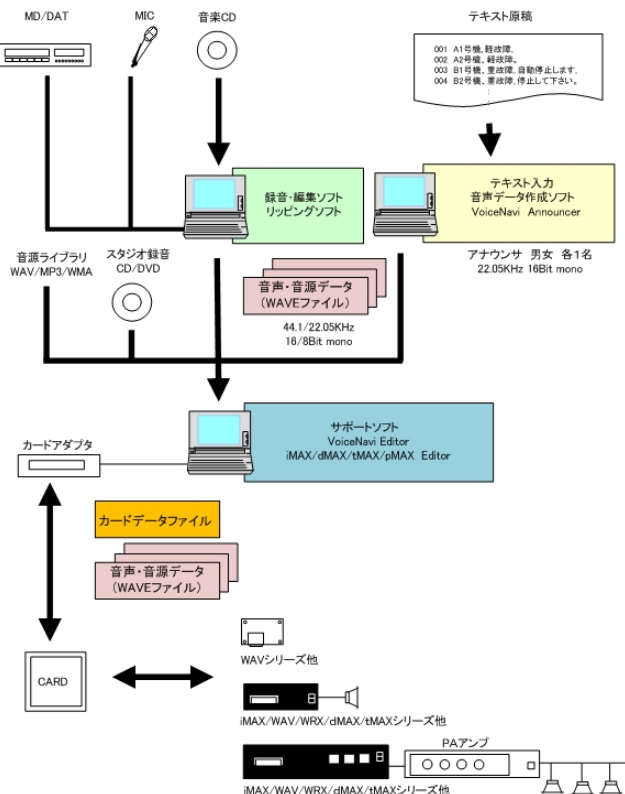 MD/DAT
MIC
音楽CD
テキスト原稿
001 A1号機、軽故障。
002 A2号機、軽故障。
003 B1号機、重故障、自動停止します。
004 B2号機、重故障、停止して下さい。
:
録音・編集ソフト
リッピングソフト
テキスト入力
音声データ作成ソフト
VoiceNavi Announcer
音源ライブラリ
WAV/MP3/WMA
スタジオ録音
CD/DVD
アナウンサ 男女 各1名
22.05KHz 16Bit mono
音声・音源データ
(WAVEファイル)
44.1/22.05KHz
16/8Bit mono
サポートソフト
VoiceNavi Editor
iMAX/dMAX/tMAX/pMAX Editor
カードアダプタ
カードデータファイル
音声・音源データ
(WAVEファイル)
CARD
WAVシリーズ他
iMAX/WAV/WRX/dMAX/tMAXシリーズ他
PAアンプ
iMAX/WAV/WRX/dMAX/tMAXシリーズ他